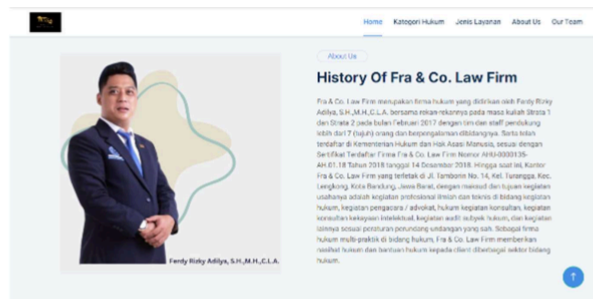 Home Kategori Hukum Jenis Layanan About Us Our Team
About Us
History Of Fra & Co. Law Firm
Fra & Co. Law Firm merupakan firma hukum yang didirikan oleh Ferdy Rizky
Adilya, S.H.,M.H.,C.L.A. bersama rekan-rekannya pada masa kuliah Strata 1
dan Strata 2 pada bulan Februari 2017 dengan tim dan staff pendukung
lebih dari 7 (tujuh) orang dan berpengalaman dibidangnya. Serta telah
terdaftar di Kementerian Hukum dan Hak Asasi Manusia, sesuai dengan
Sertifikat Terdaftar Firma Fra & Co. Law Firm Nomor AHU-0000135-
AH.01.18 Tahun 2018 tanggal 14 Desember 2018. Hingga saat ini, Kantor
Fra & Co. Law Firm yang terletak di Jl. Tamborin No. 14, Kel. Turangga, Kec.
Lengkong, Kota Bandung, Jawa Barat, dengan maksud dan tujuan kegiatan
usahanya adalah kegiatan profesional ilmiah dan teknis di bidang kegiatan
hukum, kegiatan pengacara / advokat, hukum kegiatan konsultan, kegiatan
konsultan kekayaan intelektual, kegiatan audit subyek hukum, dan kegiatan
lainnya sesuai peraturan perundang undangan yang sah. Sebagai firma
hukum multi-praktik di bidang hukum, Fra & Co. Law Firm memberikan
nasihat hukum dan bantuan hukum kepada client diberbagai sektor bidang
hukum.
Ferdy Rizky Adilya, S.H.,M.H.,C.L.A.